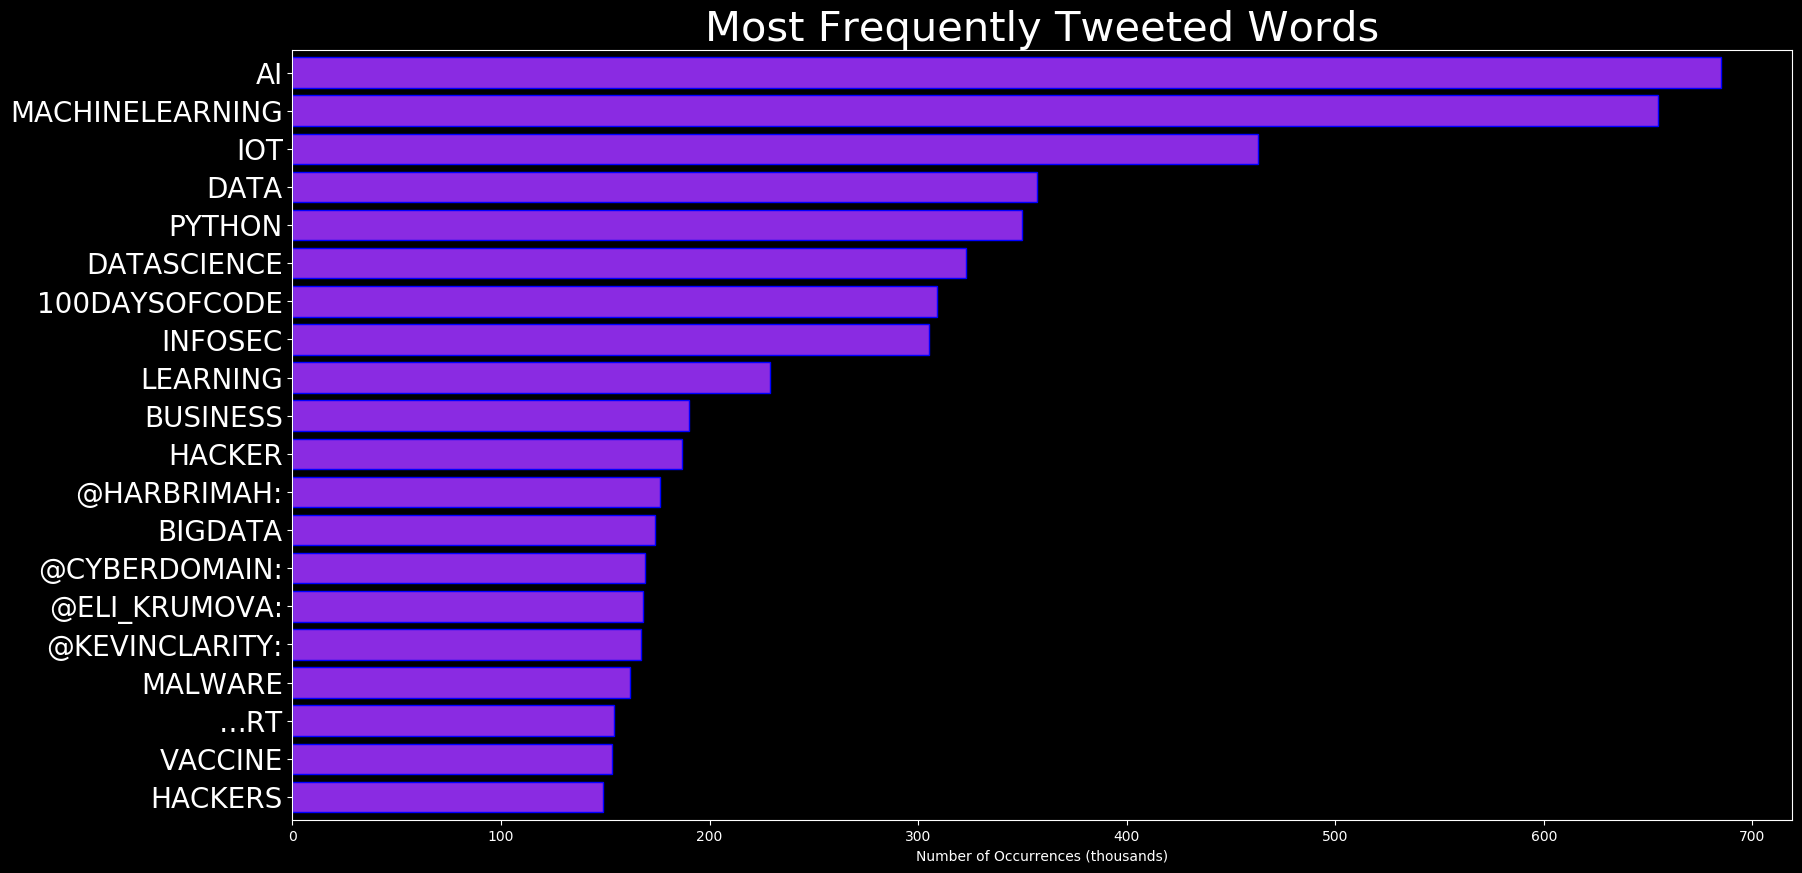 Most Frequently Tweeted Words
AI
MACHINELEARNING
IOT
DATA
PYTHON
DATASCIENCE
100DAYSOFCODE
INFOSEC
LEARNING
BUSINESS
HACKER
@HARBRIMAH:
BIGDATA
@CYBERDOMAIN:
@ELI_KRUMOVA:
@KEVINCLARITY:
MALWARE
…RT
VACCINE
HACKERS
0 100 200 300 400 500 600 700
Number of Occurrences (thousands)